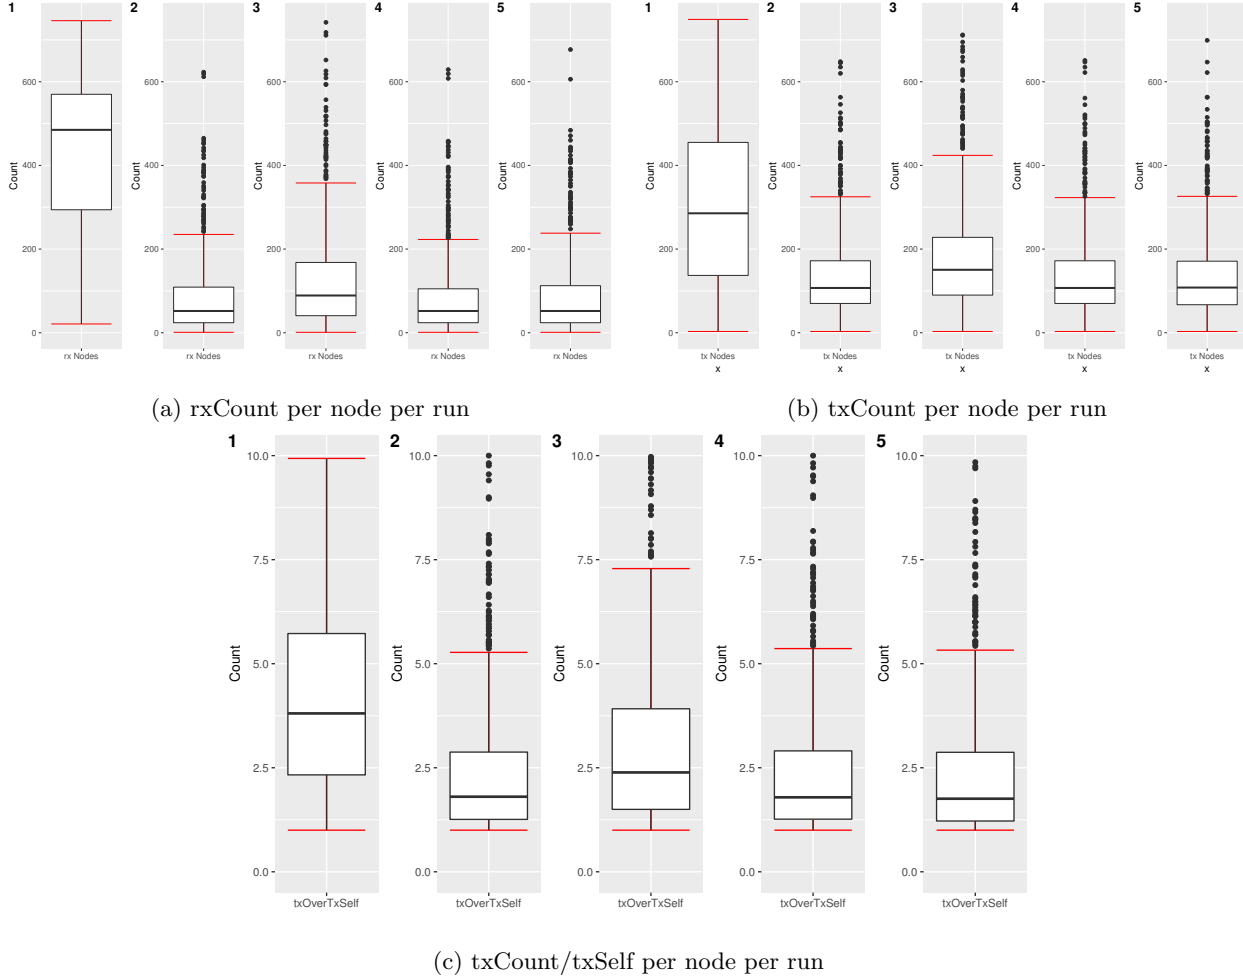 1 2 3 4 5 1 2 3 4 5
600 600 600 600 600 600 600 600 600 600
Count Count Count Count Count Count Count Count Count Count
400 400 400 400 400 400 400 400 400 400
200 200 200 200 200 200 200 200 200 200
0 0 0 0 0 0 0 0 0 0
rx Nodes rx Nodes rx Nodes rx Nodes rx Nodes tx Nodes tx Nodes tx Nodes tx Nodes tx Nodes
x x x x x
(a) rxCount per node per run (b) txCount per node per run
1 2 3 4 5
10.0 10.0 10.0 10.0 10.0
7.5 7.5 7.5 7.5 7.5
Count Count Count Count Count
5.0 5.0 5.0 5.0 5.0
2.5 2.5 2.5 2.5 2.5
0.0 0.0 0.0 0.0 0.0
txOverTxSelf txOverTxSelf txOverTxSelf txOverTxSelf txOverTxSelf
(c) txCount/txSelf per node per run